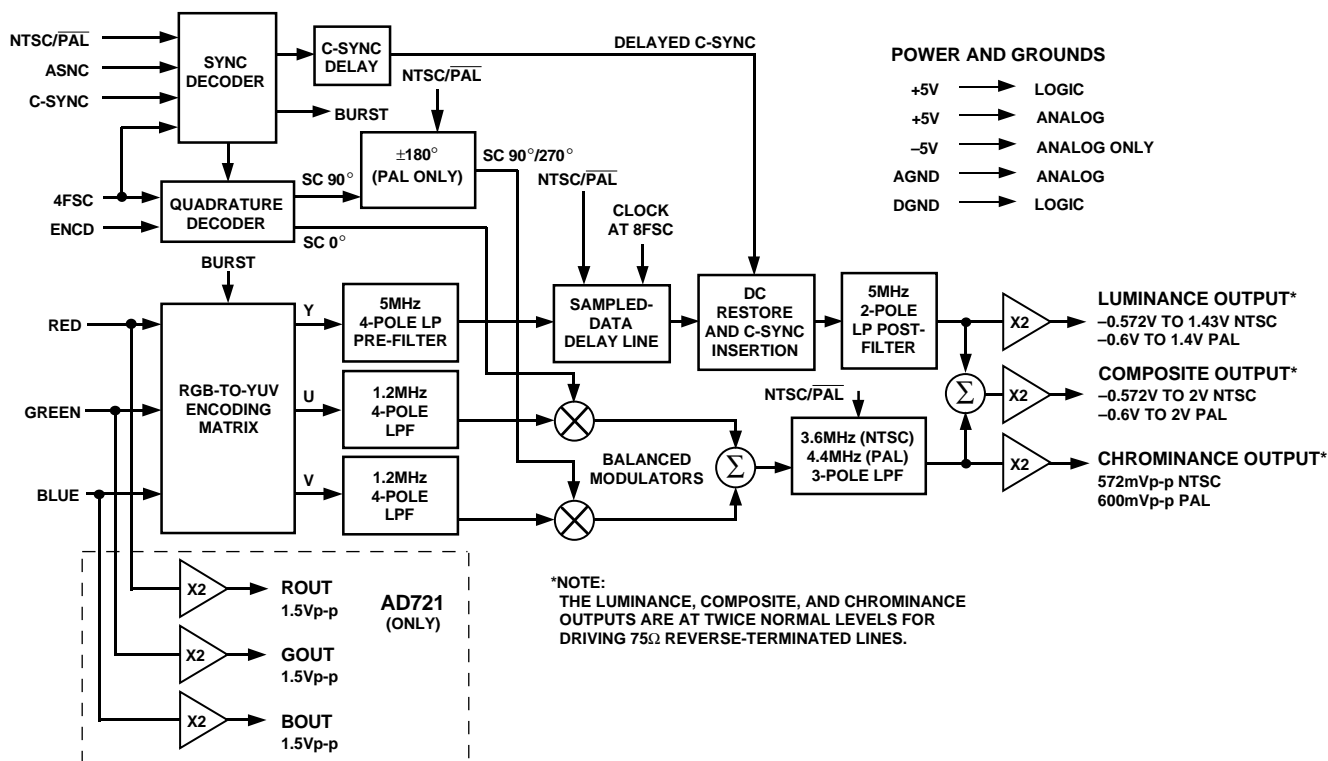 NTSC/PAL
ASNC
C-SYNC
4FSC
ENCD
SYNC
DECODER
C-SYNC
DELAY
DELAYED C-SYNC
NTSC/PAL
BURST
±180°
(PAL ONLY)
SC 90°
SC 90°/270°
QUADRATURE
DECODER
SC 0°
POWER AND GROUNDS
+5V LOGIC
+5V ANALOG
–5V ANALOG ONLY
AGND ANALOG
DGND LOGIC
NTSC/PAL
CLOCK
AT 8FSC
BURST
RED
GREEN
BLUE
RGB-TO-YUV
ENCODING
MATRIX
Y
U
V
5MHz
4-POLE LP
PRE-FILTER
1.2MHz
4-POLE
LPF
1.2MHz
4-POLE
LPF
SAMPLED-
DATA
DELAY LINE
DC
RESTORE
AND C-SYNC
INSERTION
5MHz
2-POLE
LP POST-
FILTER
BALANCED
MODULATORS
Σ
NTSC/PAL
3.6MHz (NTSC)
4.4MHz (PAL)
3-POLE LPF
Σ
X2
X2
X2
LUMINANCE OUTPUT*
–0.572V TO 1.43V NTSC
–0.6V TO 1.4V PAL
COMPOSITE OUTPUT*
–0.572V TO 2V NTSC
–0.6V TO 2V PAL
CHROMINANCE OUTPUT*
572mVp-p NTSC
600mVp-p PAL
X2
ROUT
1.5Vp-p
X2
GOUT
1.5Vp-p
X2
BOUT
1.5Vp-p
AD721
(ONLY)
*NOTE:
THE LUMINANCE, COMPOSITE, AND CHROMINANCE
OUTPUTS ARE AT TWICE NORMAL LEVELS FOR
DRIVING 75Ω REVERSE-TERMINATED LINES.